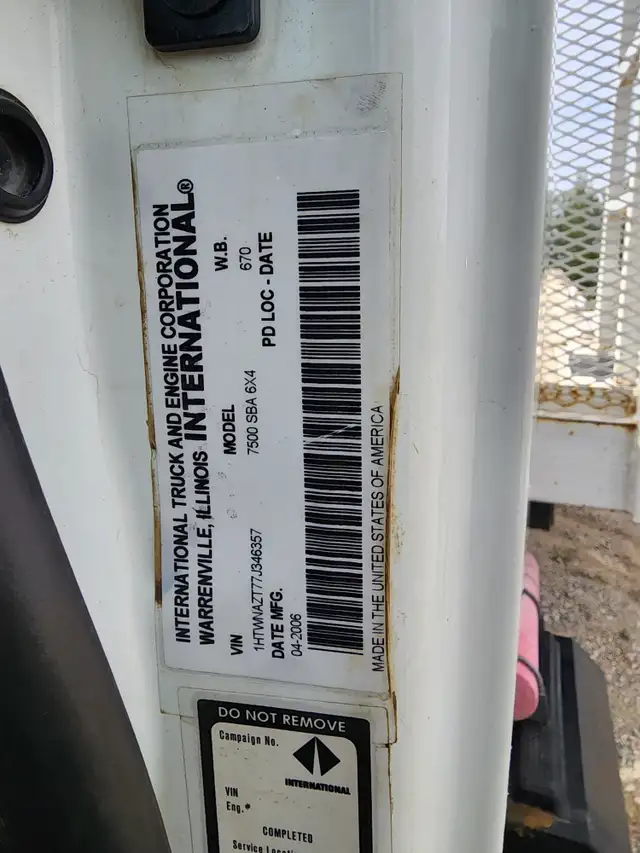 INTERNATIONAL TRUCK AND ENGINE CORPORATION
WARRENVILLE, ILLINOIS INTERNATIONAL®
VIN MODEL W.B.
1HTWNAZT77J346357 7500 SBA 6X4 670
DATE MFG. PD LOC - DATE
04-2006
MADE IN THE UNITED STATES OF AMERICA
DO NOT REMOVE
Campaign No.
INTERNATIONAL
VIN
Eng.#
COMPLETED
Service